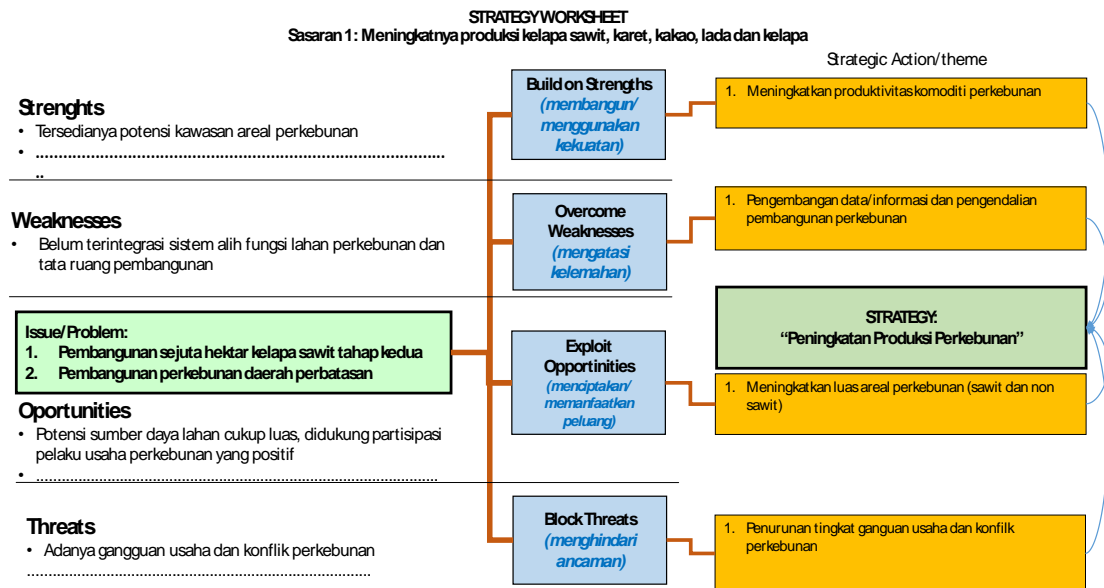 STRATEGY WORKSHEET
Sasaran 1: Meningkatnya produksi kelapa sawit, karet, kakao, lada dan kelapa
Strategic Action/theme
Strenghts
• Tersedianya potensi kawasan areal perkebunan
• ..........................................................................................
..
Weaknesses
• Belum terintegrasi sistem alih fungsi lahan perkebunan dan
tata ruang pembangunan
Issue/Problem:
1. Pembangunan sejuta hektar kelapa sawit tahap kedua
2. Pembangunan perkebunan daerah perbatasan
Oportunities
• Potensi sumber daya lahan cukup luas, didukung partisipasi
pelaku usaha perkebunan yang positif
• ..........................................................................................
Threats
• Adanya gangguan usaha dan konflik perkebunan
..........................................................................................
Build on Strengths
(membangun/
menggunakan
kekuatan)
Overcome
Weaknesses
(mengatasi
kelemahan)
Exploit
Opportinities
(menciptakan/
memanfaatkan
peluang)
Block Threats
(menghindari
ancaman)
1. Meningkatkan produktivitas komoditi perkebunan
1. Pengembangan data/informasi dan pengendalian
pembangunan perkebunan
STRATEGY:
“Peningkatan Produksi Perkebunan”
1. Meningkatkan luas areal perkebunan (sawit dan non
sawit)
1. Penurunan tingkat ganguan usaha dan konfilk
perkebunan